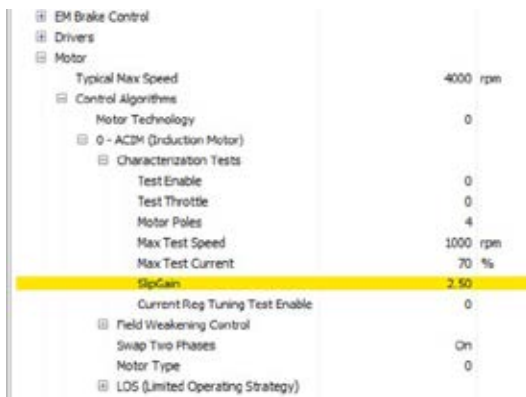 EM Brake Control
Drivers
Motor
Typical Max Speed 4000 rpm
Control Algorithms
Motor Technology 0
0 - ACIM (Induction Motor)
Characterization Tests
Test Enable 0
Test Throttle 0
Motor Poles 4
Max Test Speed 1000 rpm
Max Test Current 70 %
SlipGain 2.50
Current Reg Tuning Test Enable 0
Field Weakening Control
Swap Two Phases On
Motor Type 0
LOS (Limited Operating Strategy)